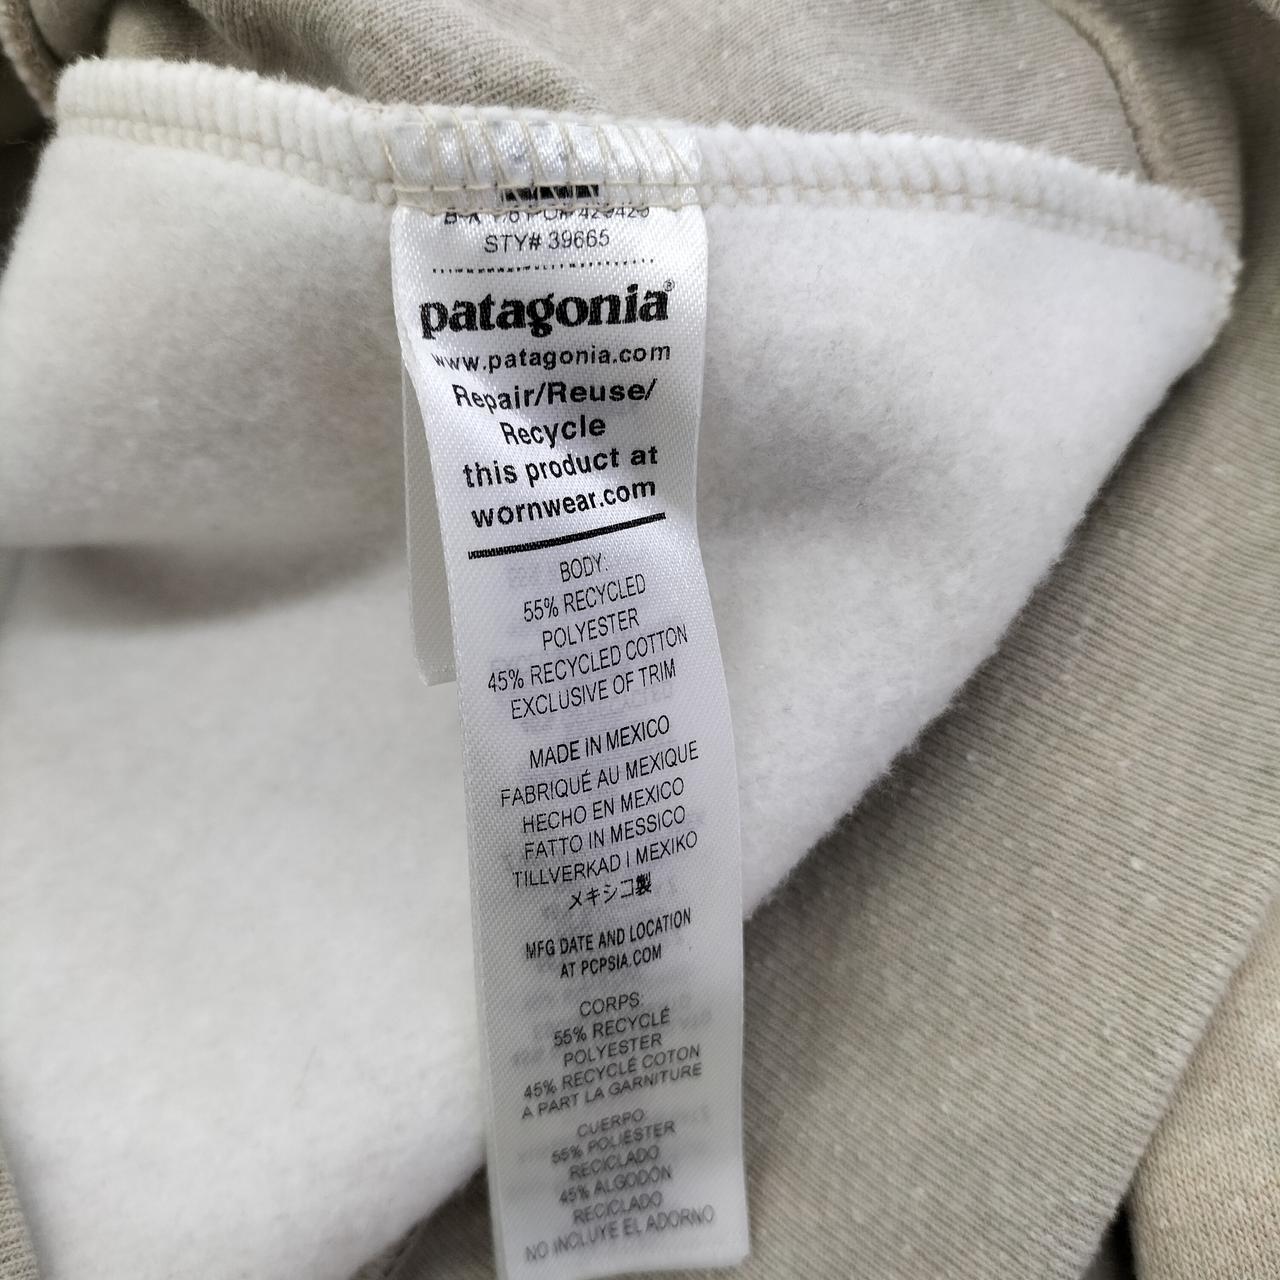 STY# 39665
patagonia®
www.patagonia.com
Repair/Reuse/
Recycle
this product at
wornwear.com
BODY:
55% RECYCLED
POLYESTER
45% RECYCLED COTTON
EXCLUSIVE OF TRIM
MADE IN MEXICO
FABRIQUÉ AU MEXIQUE
HECHO EN MEXICO
FATTO IN MESSICO
TILLVERKAD I MEXIKO
メキシコ製
MFG DATE AND LOCATION
AT PCPSIA.COM
CORPS:
55% RECYCLÉ
POLYESTER
45% RECYCLÉ COTON
A PART LA GARNITURE
CUERPO:
55% POLIÉSTER
RECICLADO
45% ALGODÓN
RECICLADO
NO INCLUYE EL ADORNO